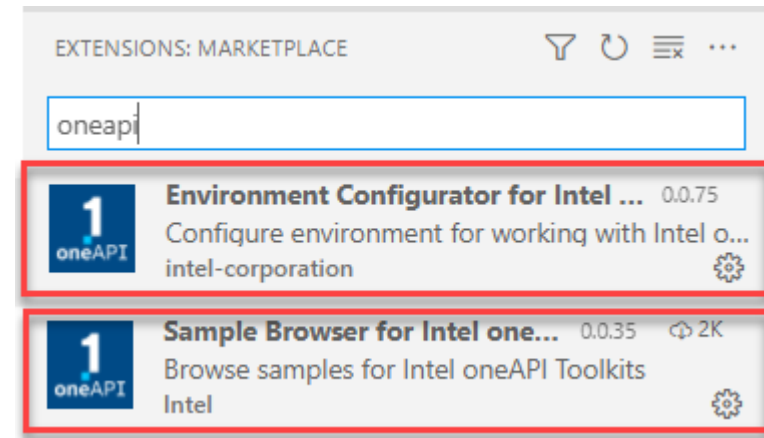 EXTENSIONS: MARKETPLACE
oneapi
Environment Configurator for Intel ... 0.0.75
Configure environment for working with Intel o...
intel-corporation
1
oneAPI
Sample Browser for Intel one... 0.0.35 2K
Browse samples for Intel oneAPI Toolkits
Intel
1
oneAPI